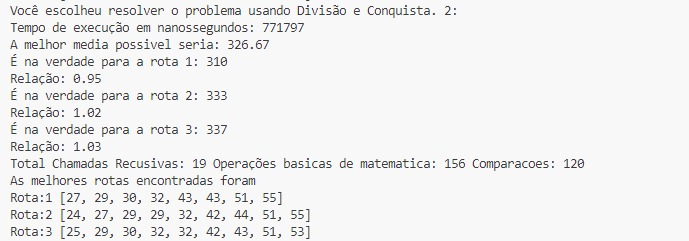 Você escolheu resolver o problema usando Divisão e Conquista. 2:
Tempo de execução em nanossegundos: 771797
A melhor media possivel seria: 326.67
É na verdade para a rota 1: 310
Relação: 0.95
É na verdade para a rota 2: 333
Relação: 1.02
É na verdade para a rota 3: 337
Relação: 1.03
Total Chamadas Recusivas: 19 Operações basicas de matematica: 156 Comparacoes: 120
As melhores rotas encontradas foram
Rota:1 [27, 29, 30, 32, 43, 43, 51, 55]
Rota:2 [24, 27, 29, 29, 32, 42, 44, 51, 55]
Rota:3 [25, 29, 30, 32, 32, 42, 43, 51, 53]